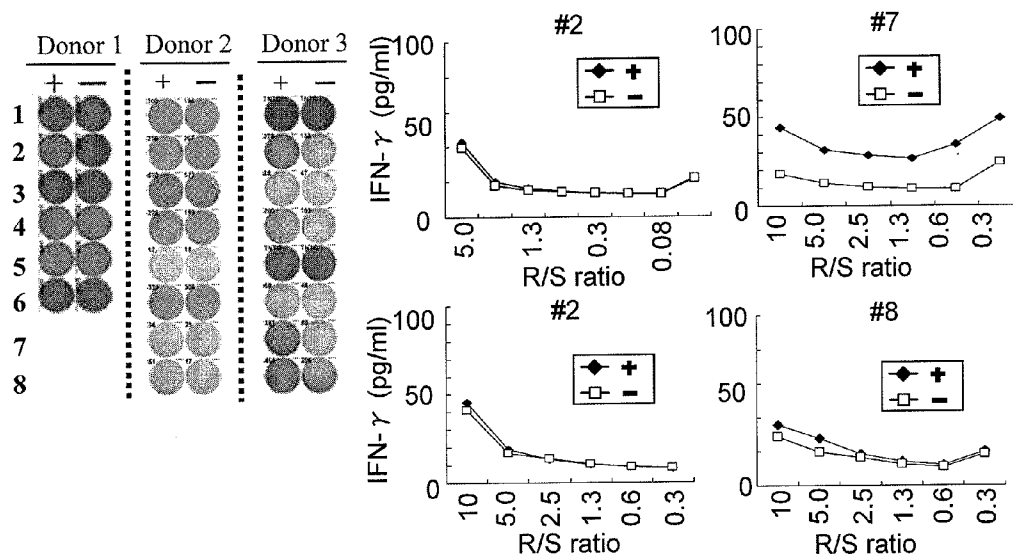 Donor 1 Donor 2 Donor 3
+ − + − + −
1
2
3
4
5
6
7
8
#2
100
50
0
IFN-γ (pg/ml)
+
−
5.0 1.3 0.3 0.08
R/S ratio
#7
100
50
0
+
−
10 5.0 2.5 1.3 0.6 0.3
R/S ratio
#2
100
50
0
IFN-γ (pg/ml)
+
−
10 5.0 2.5 1.3 0.6 0.3
R/S ratio
#8
100
50
0
+
−
10 5.0 2.5 1.3 0.6 0.3
R/S ratio